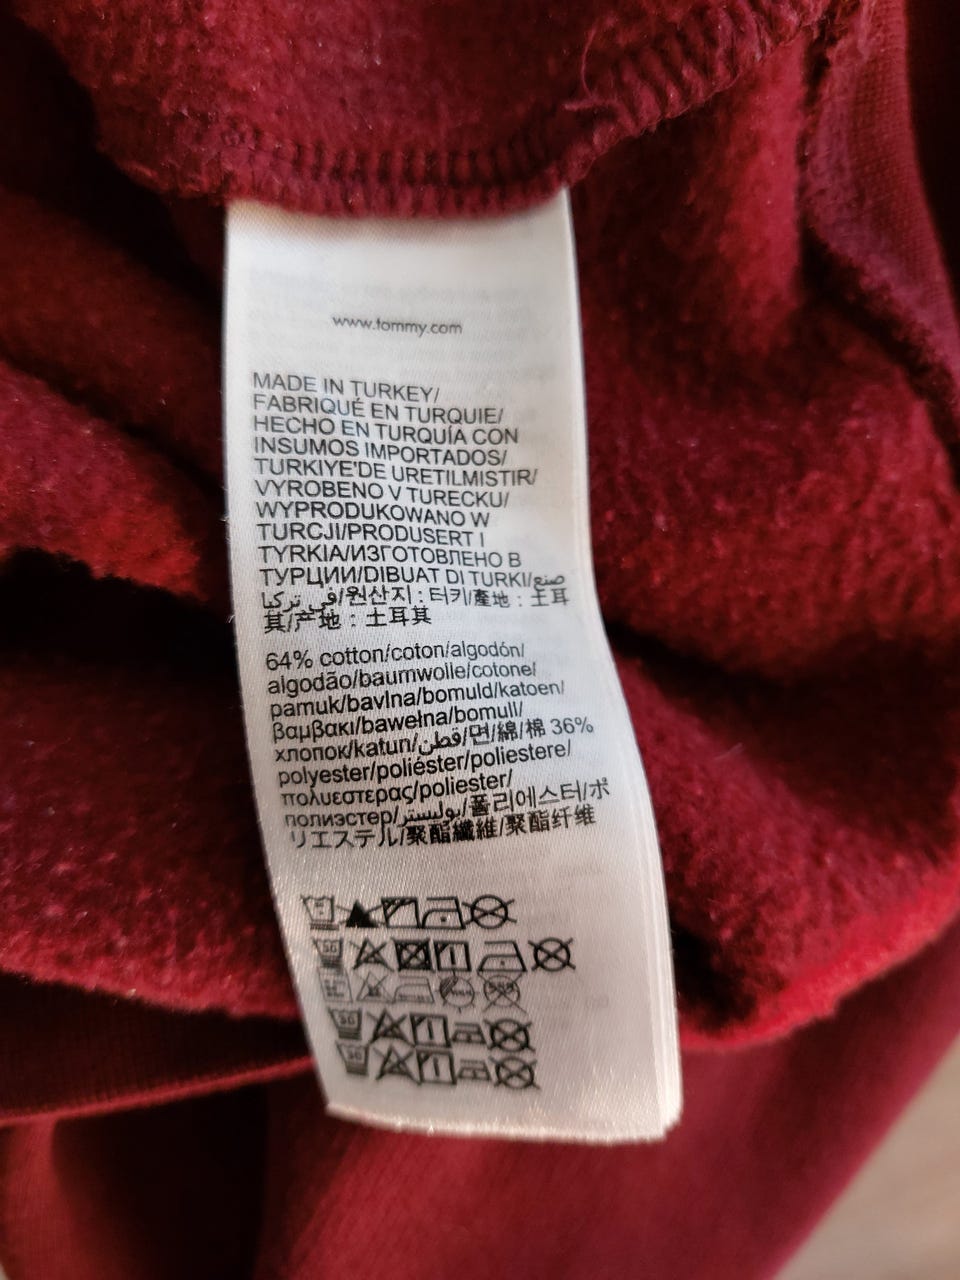 www.tommy.com
MADE IN TURKEY/
FABRIQUÉ EN TURQUIE/
HECHO EN TURQUÍA CON
INSUMOS IMPORTADOS/
TURKIYE'DE URETILMISTIR/
VYROBENO V TURECKU/
WYPRODUKOWANO W
TURCJI/PRODUSERT I
TYRKIA/ИЗГОТОВЛЕНО В
ТУРЦИИ/DIBUAT DI TURKI/صنع
في تركيا/원산지 : 터키/產地 : 土耳
其/产地 : 土耳其
64% cotton/coton/algodón/
algodão/baumwolle/cotone/
pamuk/bavlna/bomuld/katoen/
βαμβακι/bawełna/bomull/
хлопок/katun/قطن/면/綿/棉 36%
polyester/poliéster/poliestere/
πολυεστερας/poliester/
полиэстер/بوليستر/폴리에스터/ポ
リエステル/聚酯纖維/聚酯纤维